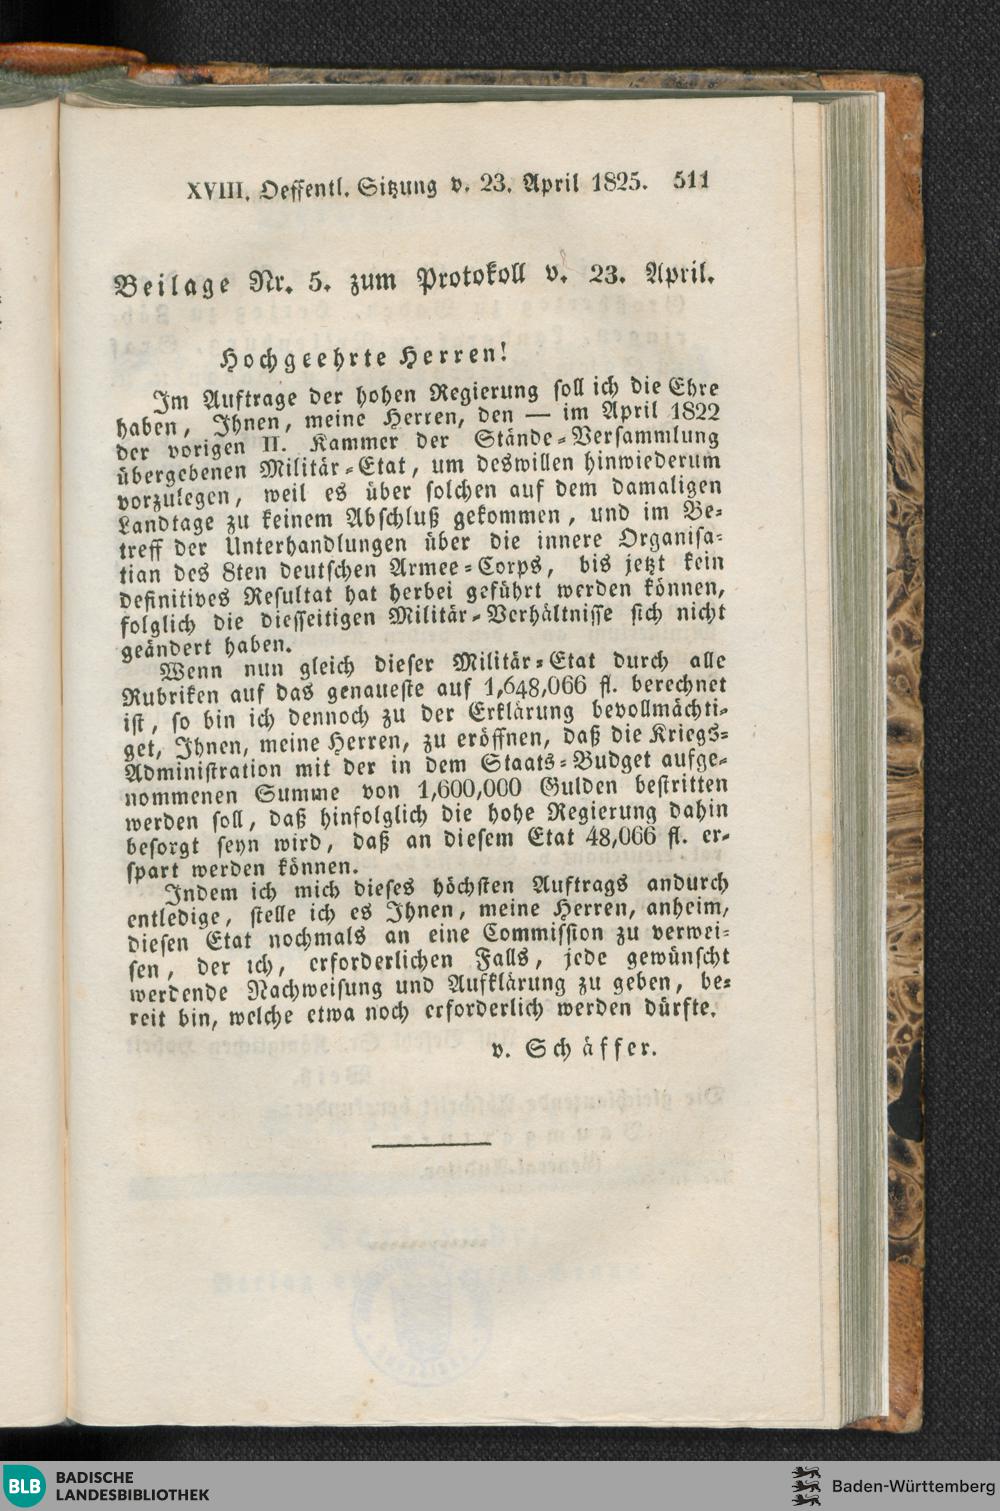 XVIII. Oeffentl. Sitzung v. 23. April 1825. 511
Beilage Nr. 5. zum Protokoll v. 23. April.
Hochgeehrte Herren!
Im Auftrage der hohen Regierung soll ich die Ehre
haben, Ihnen, meine Herren, den — im April 1822
der vorigen II. Kammer der Stände-Versammlung
übergebenen Militär-Etat, um deswillen hinwiederum
vorzulegen, weil es über solchen auf dem damaligen
Landtage zu keinem Abschluß gekommen, und im Be-
treff der Unterhandlungen über die innere Organisa-
tian des 8ten deutschen Armee-Corps, bis jetzt kein
definitives Resultat hat herbei geführt werden können,
folglich die diesseitigen Militär-Verhältnisse sich nicht
geändert haben.
Wenn nun gleich dieser Militär-Etat durch alle
Rubriken auf das genaueste auf 1,648,066 fl. berechnet
ist, so bin ich dennoch zu der Erklärung bevollmächti-
get, Ihnen, meine Herren, zu eröffnen, daß die Kriegs-
Administration mit der in dem Staats-Budget aufge-
nommenen Summe von 1,600,000 Gulden bestritten
werden soll, daß hinfolglich die hohe Regierung dahin
besorgt seyn wird, daß an diesem Etat 48,066 fl. er-
spart werden können.
Indem ich mich dieses höchsten Auftrags andurch
entledige, stelle ich es Ihnen, meine Herren, anheim,
diesen Etat nochmals an eine Commission zu verwei-
sen, der ich, erforderlichen Falls, jede gewünscht
werdende Nachweisung und Aufklärung zu geben, be-
reit bin, welche etwa noch erforderlich werden dürfte.
v. Schäffer.
BLB BADISCHE
LANDESBIBLIOTHEK
Baden-Württemberg